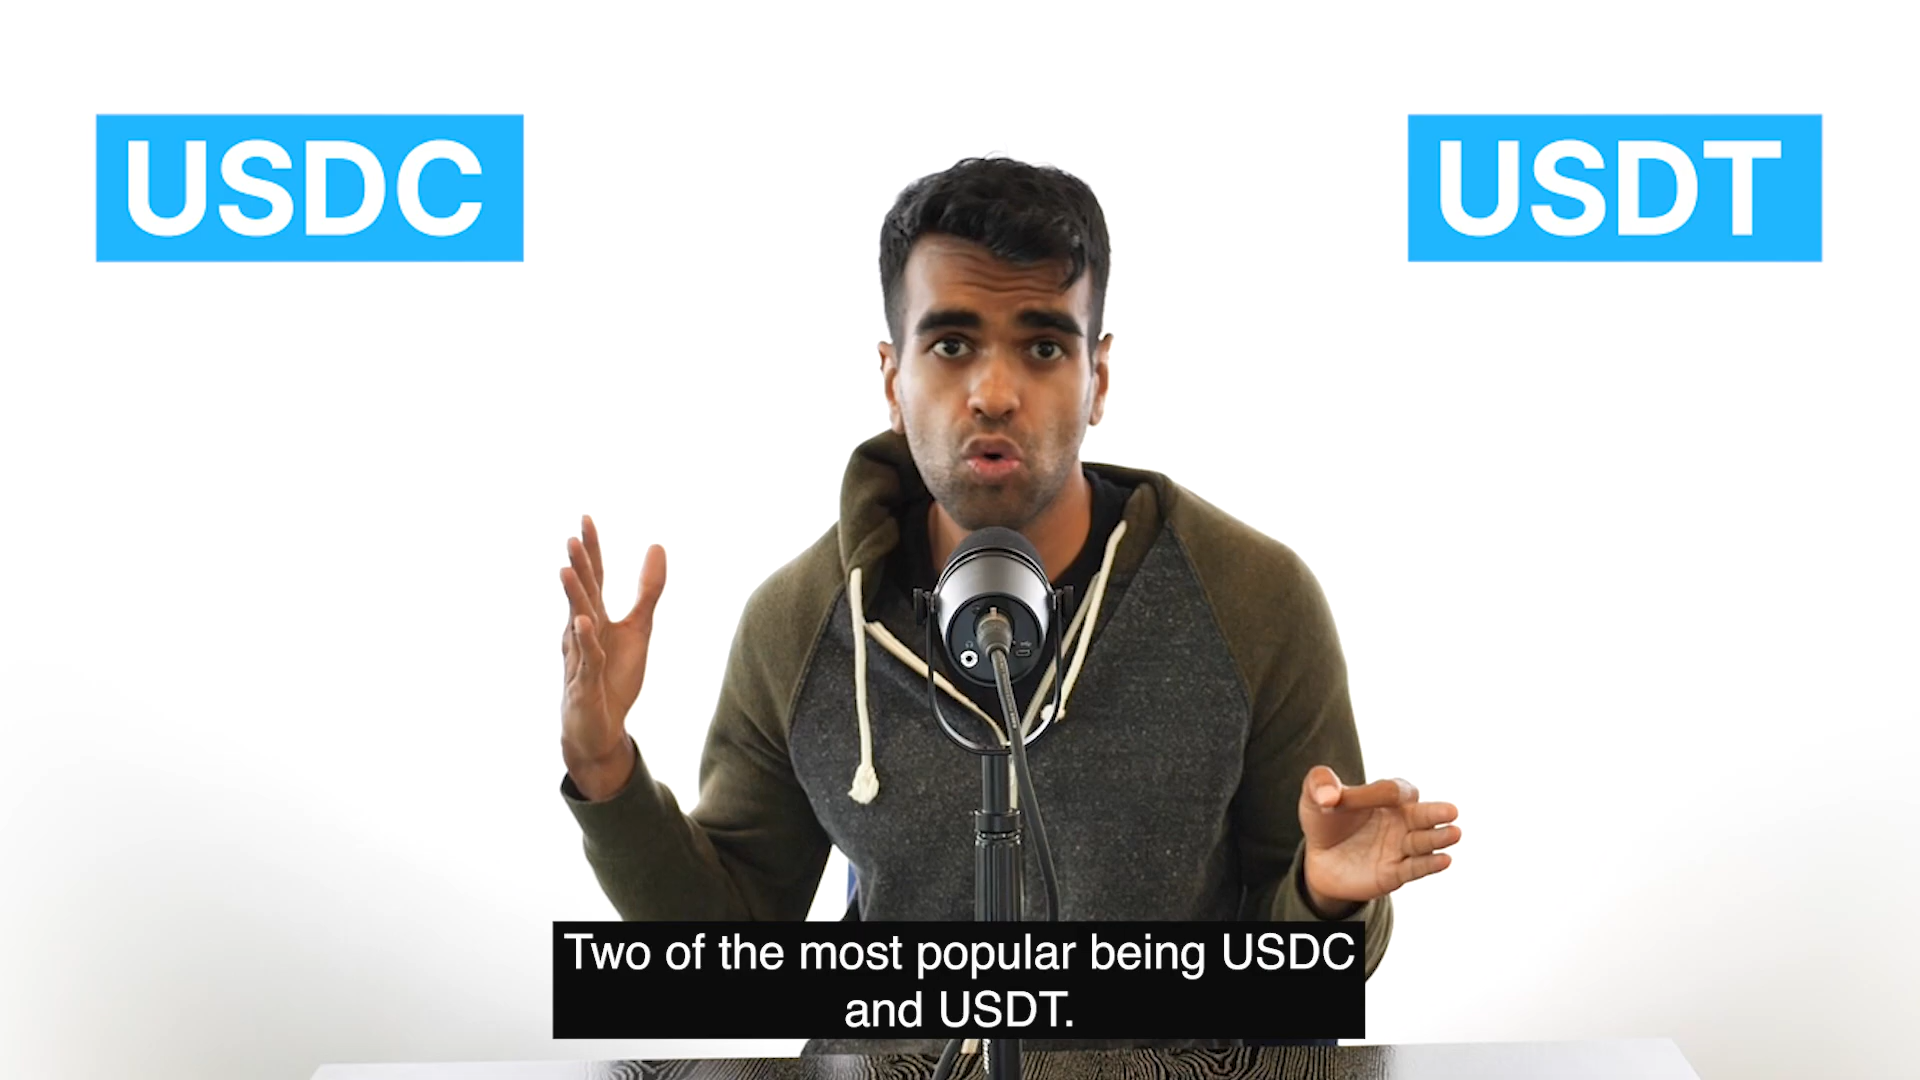 USDC
USDT
Two of the most popular being USDC
and USDT.